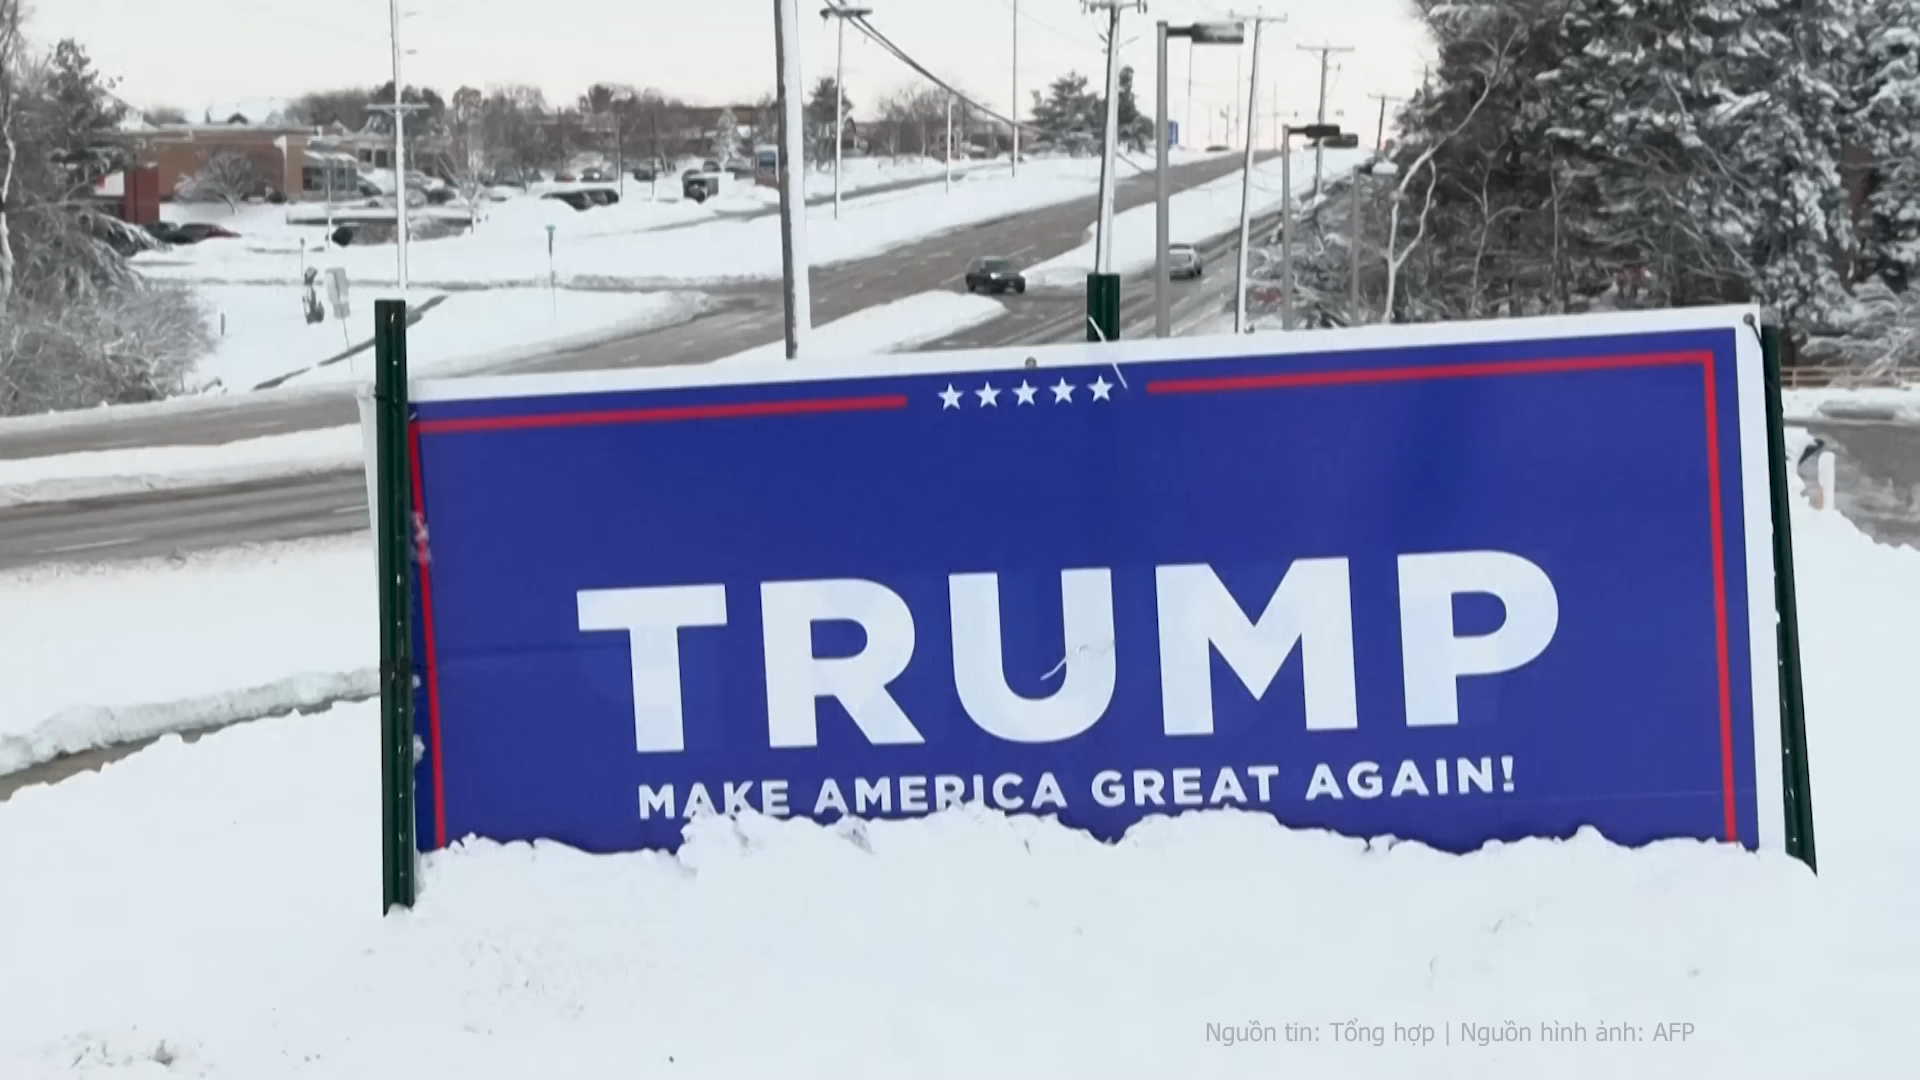 TRUMP
MAKE AMERICA GREAT AGAIN!
Nguồn tin: Tổng hợp | Nguồn hình ảnh: AFP